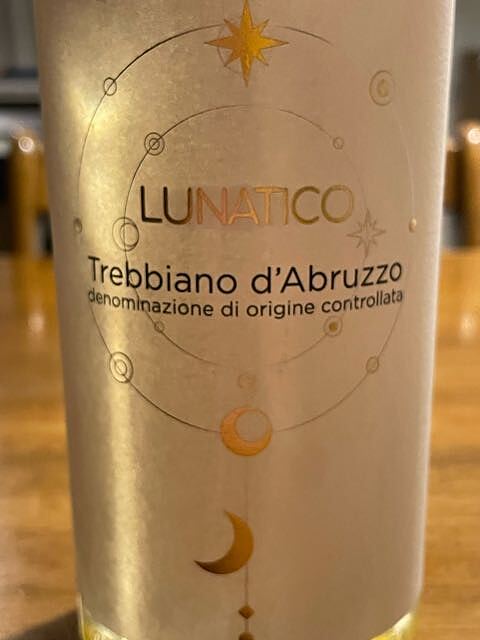 LUNATICO
Trebbiano d'Abruzzo
denominazione di origine controllata